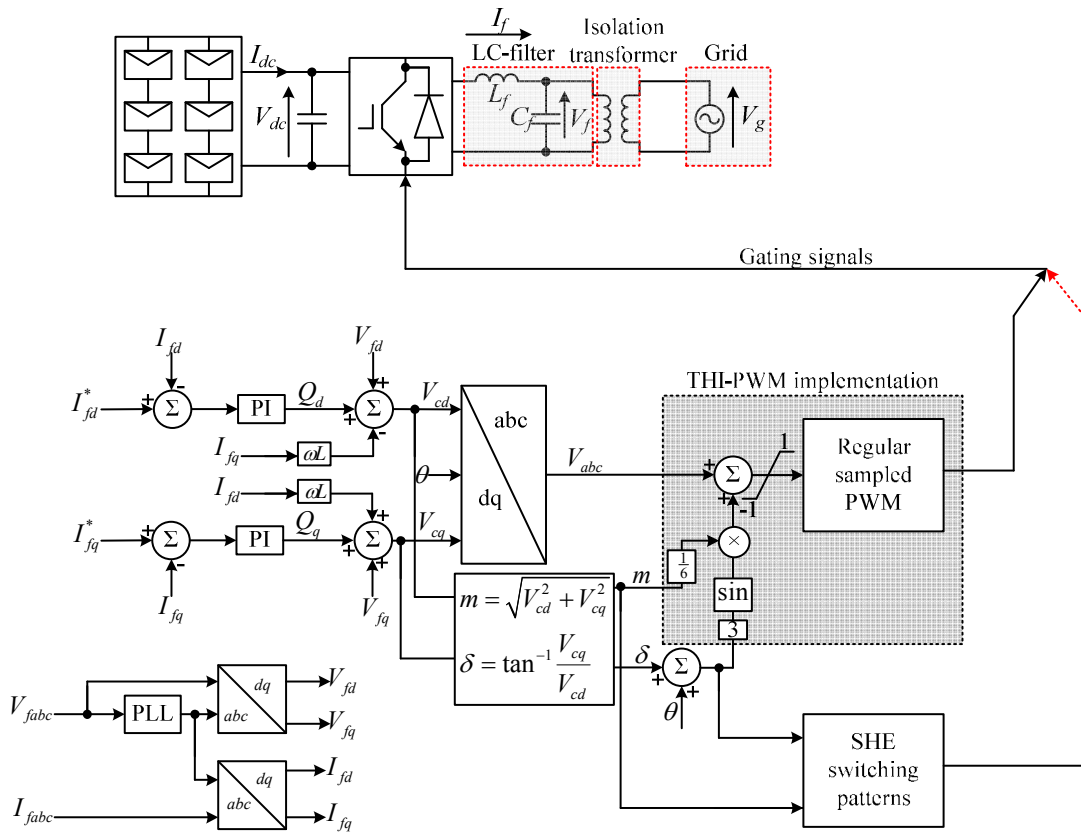 I_f
LC-filter
Isolation
transformer
Grid
I_dc
V_dc
L_f
C_f
V_f
V_g
Gating signals
I_fd
V_fd
I*_fd
+
-
Σ
PI
Q_d
+
+
-
Σ
V_cd
I_fq
ωL
I_fd
ωL
θ
abc
dq
V_abc
I*_fq
+
-
Σ
PI
Q_q
+
+
+
Σ
V_cq
I_fq
V_fq
THI-PWM implementation
+
+
Σ
1
-1
Regular
sampled
PWM
×
1/6
sin
3
m
m = √(V_cd² + V_cq²)
δ = tan⁻¹ V_cq/V_cd
δ
+
+
Σ
θ
V_fabc
PLL
dq
abc
V_fd
V_fq
I_fabc
dq
abc
I_fd
I_fq
SHE
switching
patterns